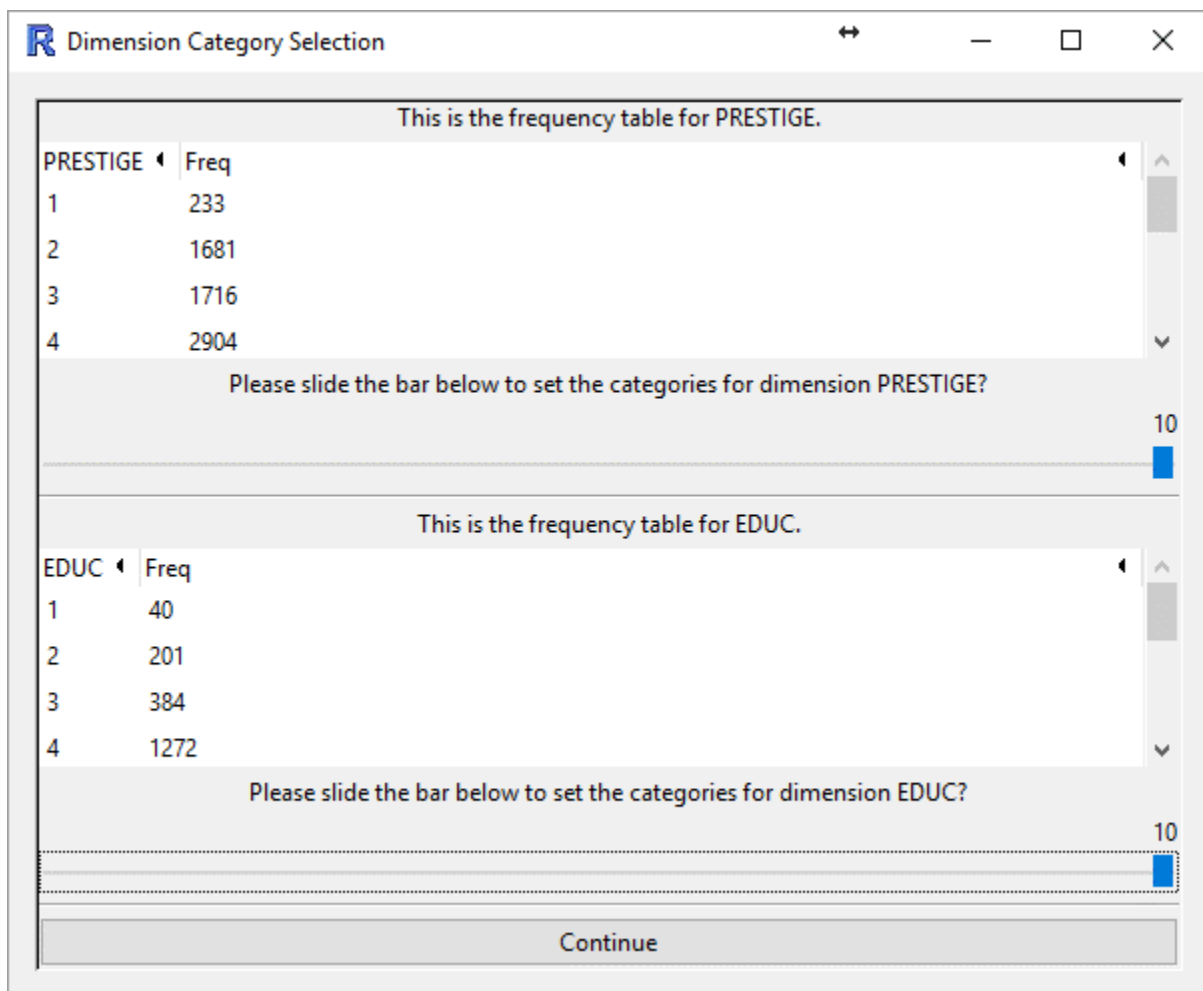 Dimension Category Selection
This is the frequency table for PRESTIGE.
PRESTIGE Freq
1 233
2 1681
3 1716
4 2904
Please slide the bar below to set the categories for dimension PRESTIGE?
10
This is the frequency table for EDUC.
EDUC Freq
1 40
2 201
3 384
4 1272
Please slide the bar below to set the categories for dimension EDUC?
10
Continue